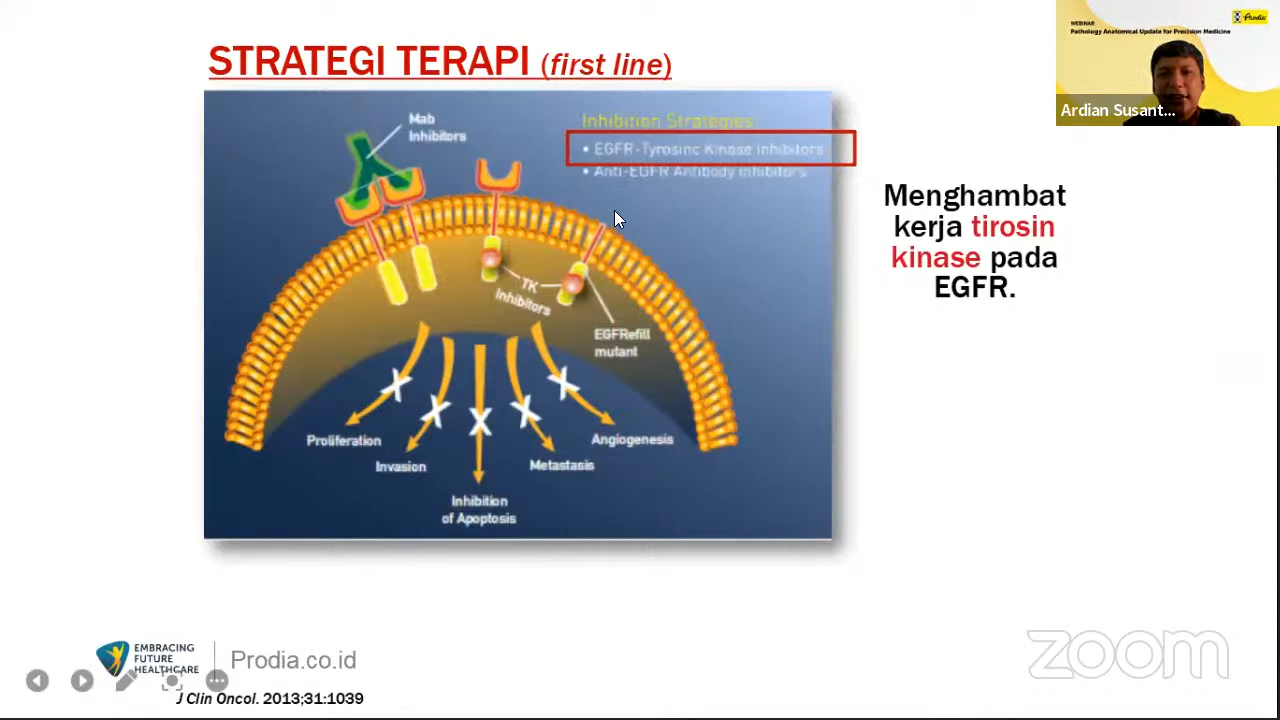 STRATEGI TERAPI (first line)
WEBINAR
Pathology Anatomical Update for Precision Medicine
Prodia
Ardian Susant...
Mab
Inhibitors
Inhibition Strategies
• EGFR-Tyrosine Kinase Inhibitors
• Anti-EGFR Antibody Inhibitors
Menghambat
kerja tirosin
kinase pada
EGFR.
TK
Inhibitors
EGFRefill
mutant
Proliferation
Invasion
Inhibition
of Apoptosis
Metastasis
Angiogenesis
EMBRACING
FUTURE
HEALTHCARE
Prodia.co.id
J Clin Oncol. 2013;31:1039
zoom